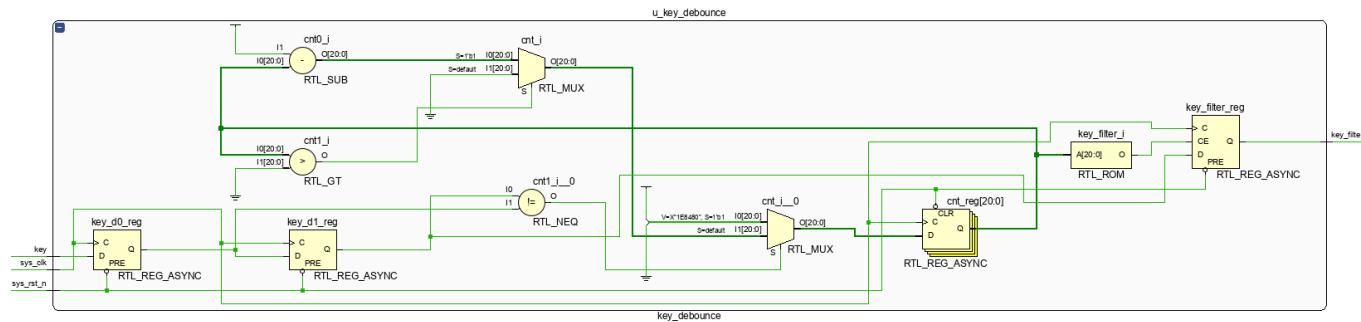 u_key_debounce
cnt0_i
I1
I0[20:0]
-
O[20:0]
RTL_SUB
cnt_i
S=1'b1
I0[20:0]
S=default
I1[20:0]
O[20:0]
S
RTL_MUX
cnt1_i
I0[20:0]
I1[20:0]
>
O
RTL_GT
cnt1_i__0
I0
I1
!=
O
RTL_NEQ
cnt_i__0
V=X"1E8480", S=1'b1
I0[20:0]
S=default
I1[20:0]
O[20:0]
S
RTL_MUX
cnt_reg[20:0]
CLR
C
D
Q
RTL_REG_ASYNC
key_filter_i
A[20:0]
O
RTL_ROM
key_filter_reg
C
CE
D
PRE
Q
RTL_REG_ASYNC
key_filte
key_d0_reg
C
D
PRE
Q
RTL_REG_ASYNC
key_d1_reg
C
D
PRE
Q
RTL_REG_ASYNC
key
sys_clk
sys_rst_n
key_debounce